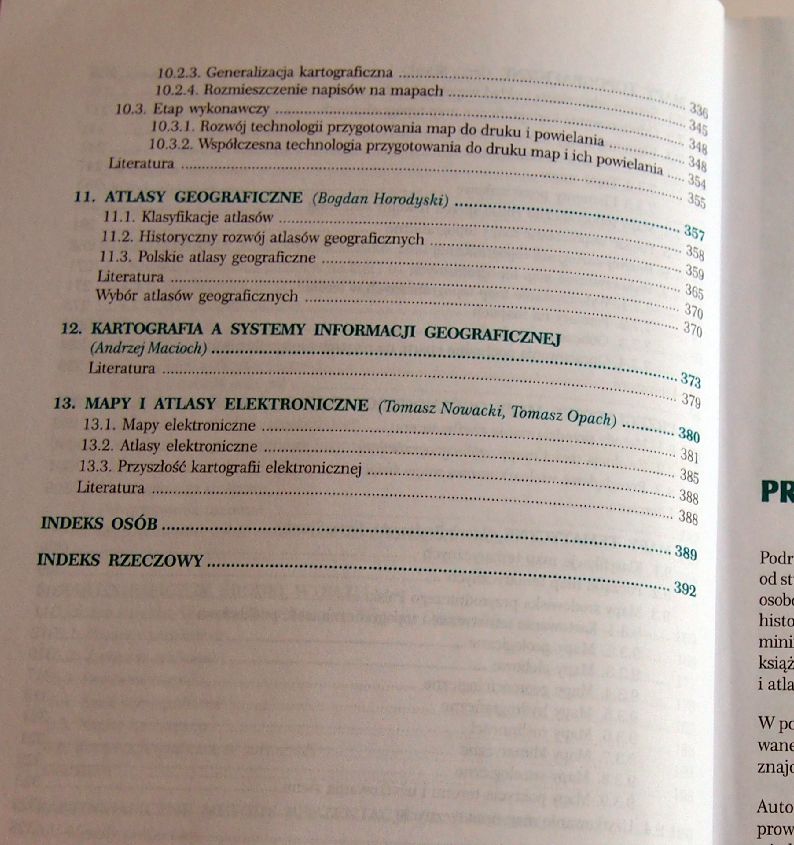 10.2.3. Generalizacja kartograficzna ........ 336
10.2.4. Rozmieszczenie napisów na mapach ........ 345
10.3. Etap wykonawczy ........ 348
10.3.1. Rozwój technologii przygotowania map do druku i powielania ........ 348
10.3.2. Współczesna technologia przygotowania do druku map i ich powielania .... 354
Literatura ........ 355
11. ATLASY GEOGRAFICZNE (Bogdan Horodyski) ........ 357
11.1. Klasyfikacje atlasów ........ 358
11.2. Historyczny rozwój atlasów geograficznych ........ 359
11.3. Polskie atlasy geograficzne ........ 365
Literatura ........ 370
Wybór atlasów geograficznych ........ 370
12. KARTOGRAFIA A SYSTEMY INFORMACJI GEOGRAFICZNEJ
(Andrzej Macioch) ........ 373
Literatura ........ 379
13. MAPY I ATLASY ELEKTRONICZNE (Tomasz Nowacki, Tomasz Opach) ........ 380
13.1. Mapy elektroniczne ........ 381
13.2. Atlasy elektroniczne ........ 385
13.3. Przyszłość kartografii elektronicznej ........ 388
Literatura ........ 388
INDEKS OSÓB ........ 389
INDEKS RZECZOWY ........ 392
PR
Podr
od st
osob
histo
mini
książ
i atla
W po
wane
znajd
Auto
prow